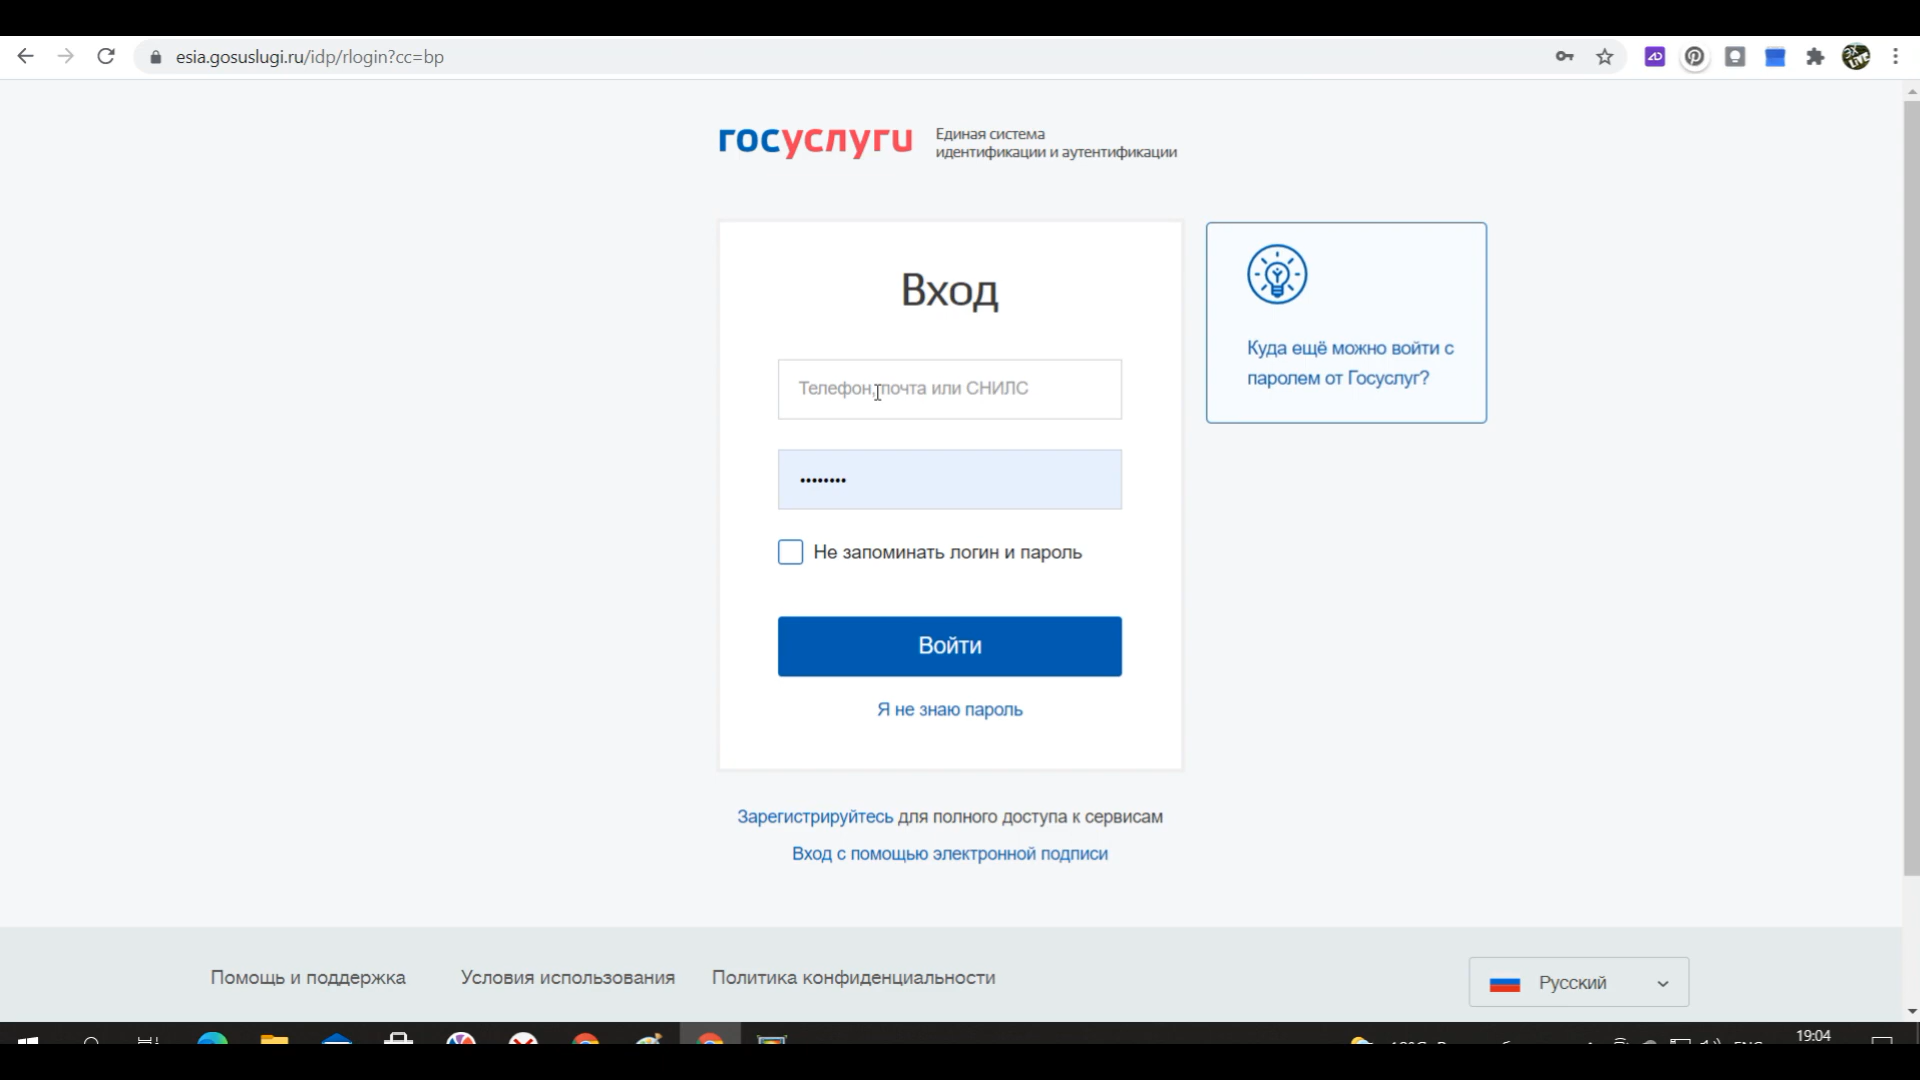 esia.gosuslugi.ru/idp/rlogin?cc=bp
госуслуги
Единая система
идентификации и аутентификации
Вход
Телефон, почта или СНИЛС
••••••••
Не запоминать логин и пароль
Войти
Я не знаю пароль
Куда ещё можно войти с
паролем от Госуслуг?
Зарегистрируйтесь для полного доступа к сервисам
Вход с помощью электронной подписи
Помощь и поддержка
Условия использования
Политика конфиденциальности
Русский
19:04